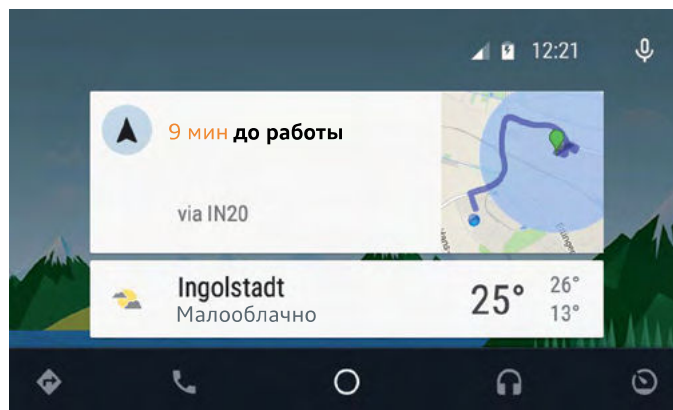 12:21
9 мин до работы
via IN20
Ingolstadt
Малооблачно
25°
26°
13°